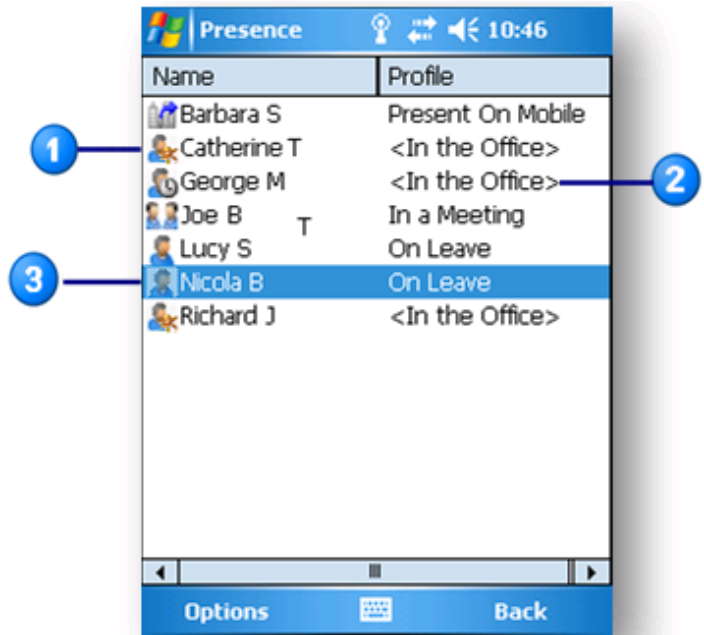 Presence 10:46
Name Profile
Barbara S Present On Mobile
1 Catherine T <In the Office>
George M <In the Office> 2
Joe B In a Meeting
T
Lucy S On Leave
3 Nicola B On Leave
Richard J <In the Office>
Options Back